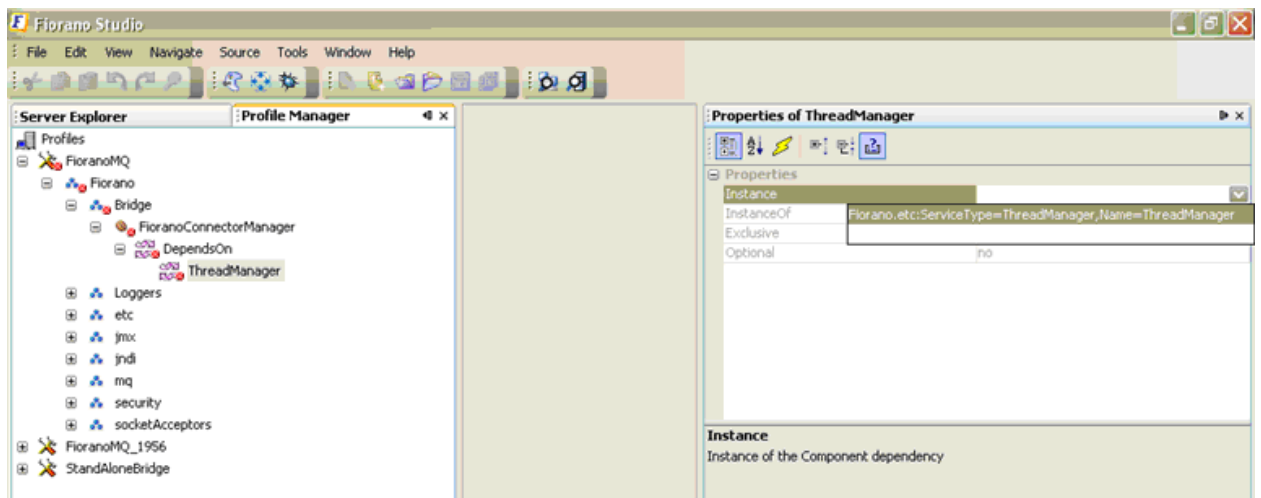 Fiorano Studio
File Edit View Navigate Source Tools Window Help
Server Explorer
Profile Manager
Profiles
FioranoMQ
Fiorano
Bridge
FioranoConnectorManager
DependsOn
ThreadManager
Loggers
etc
jmx
jndi
mq
security
socketAcceptors
FioranoMQ_1956
StandAloneBridge
Properties of ThreadManager
Properties
Instance
InstanceOf Fiorano.etc:ServiceType=ThreadManager,Name=ThreadManager
Exclusive
Optional no
Instance
Instance of the Component dependency